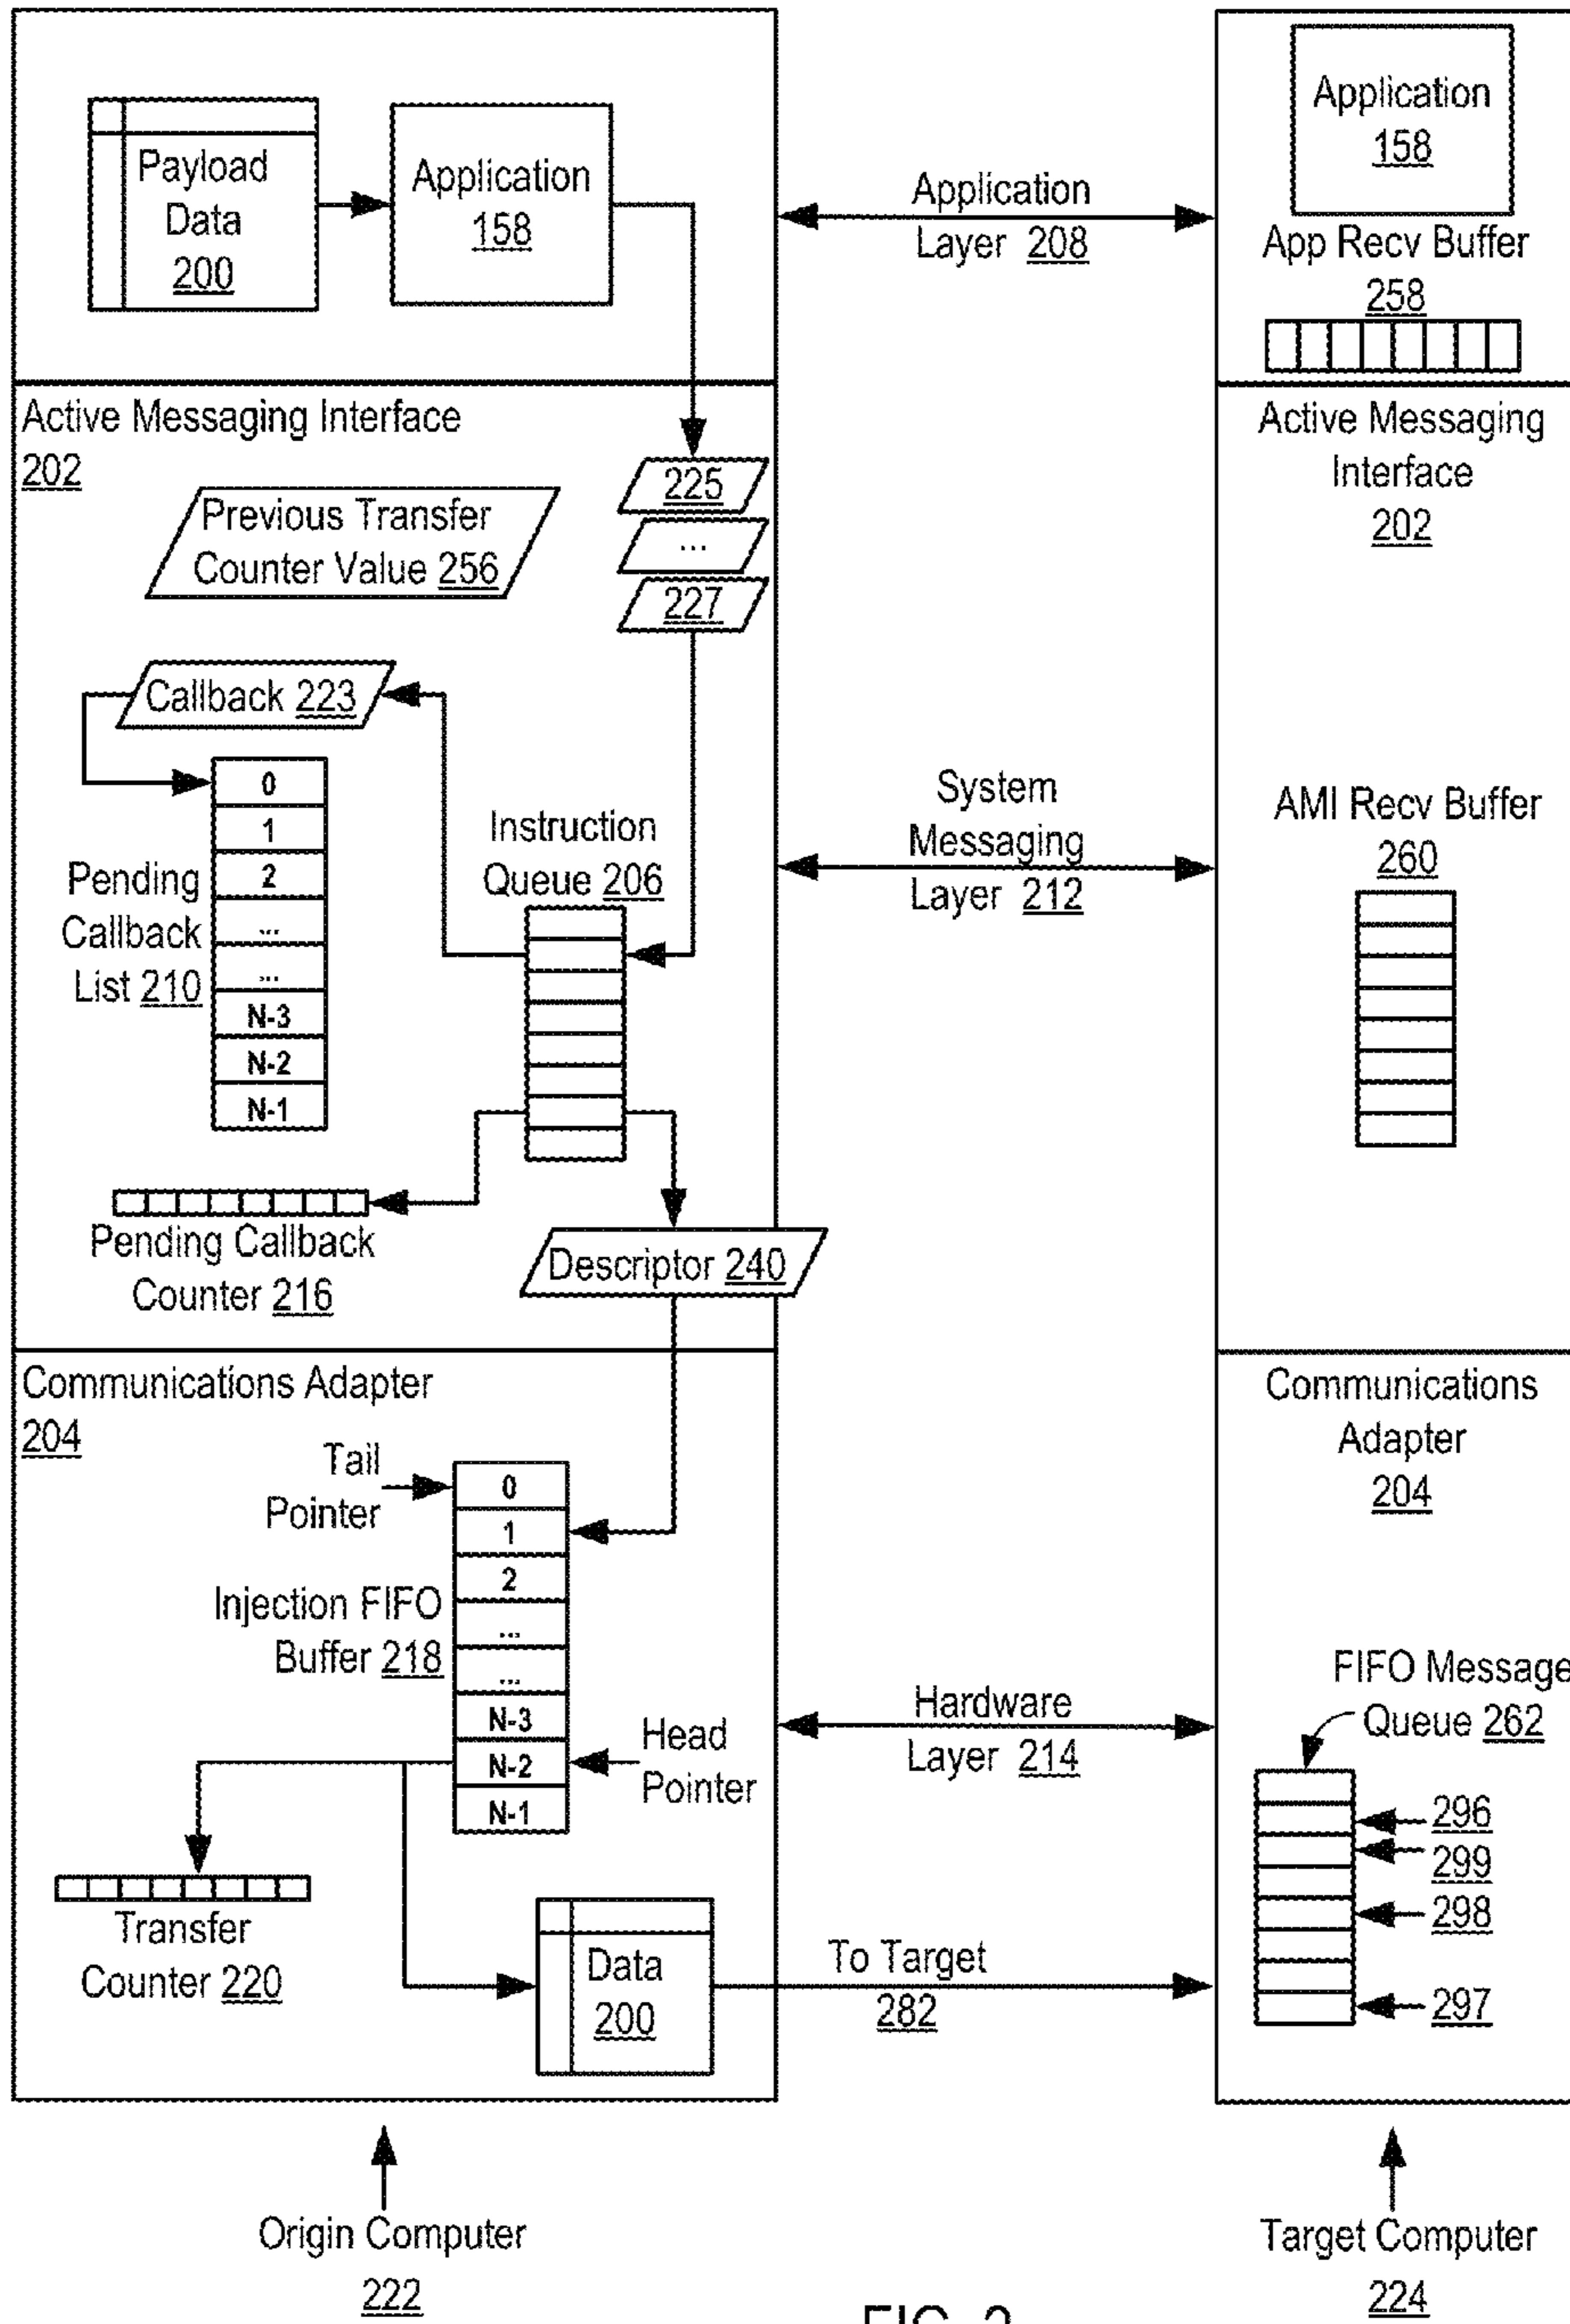 Payload
Data
200
Application
158
Application
Layer 208
Application
158
App Recv Buffer
258
Active Messaging Interface
202
Previous Transfer
Counter Value 256
225
...
227
Callback 223
Pending
Callback
List 210
0
1
2
...
...
N-3
N-2
N-1
Instruction
Queue 206
Pending Callback
Counter 216
Descriptor 240
System
Messaging
Layer 212
Active Messaging
Interface
202
AMI Recv Buffer
260
Communications Adapter
204
Tail
Pointer
Injection FIFO
Buffer 218
0
1
2
...
...
N-3
N-2
N-1
Head
Pointer
Transfer
Counter 220
Data
200
Hardware
Layer 214
To Target
282
Communications
Adapter
204
FIFO Message
Queue 262
296
299
298
297
Origin Computer
222
Target Computer
224